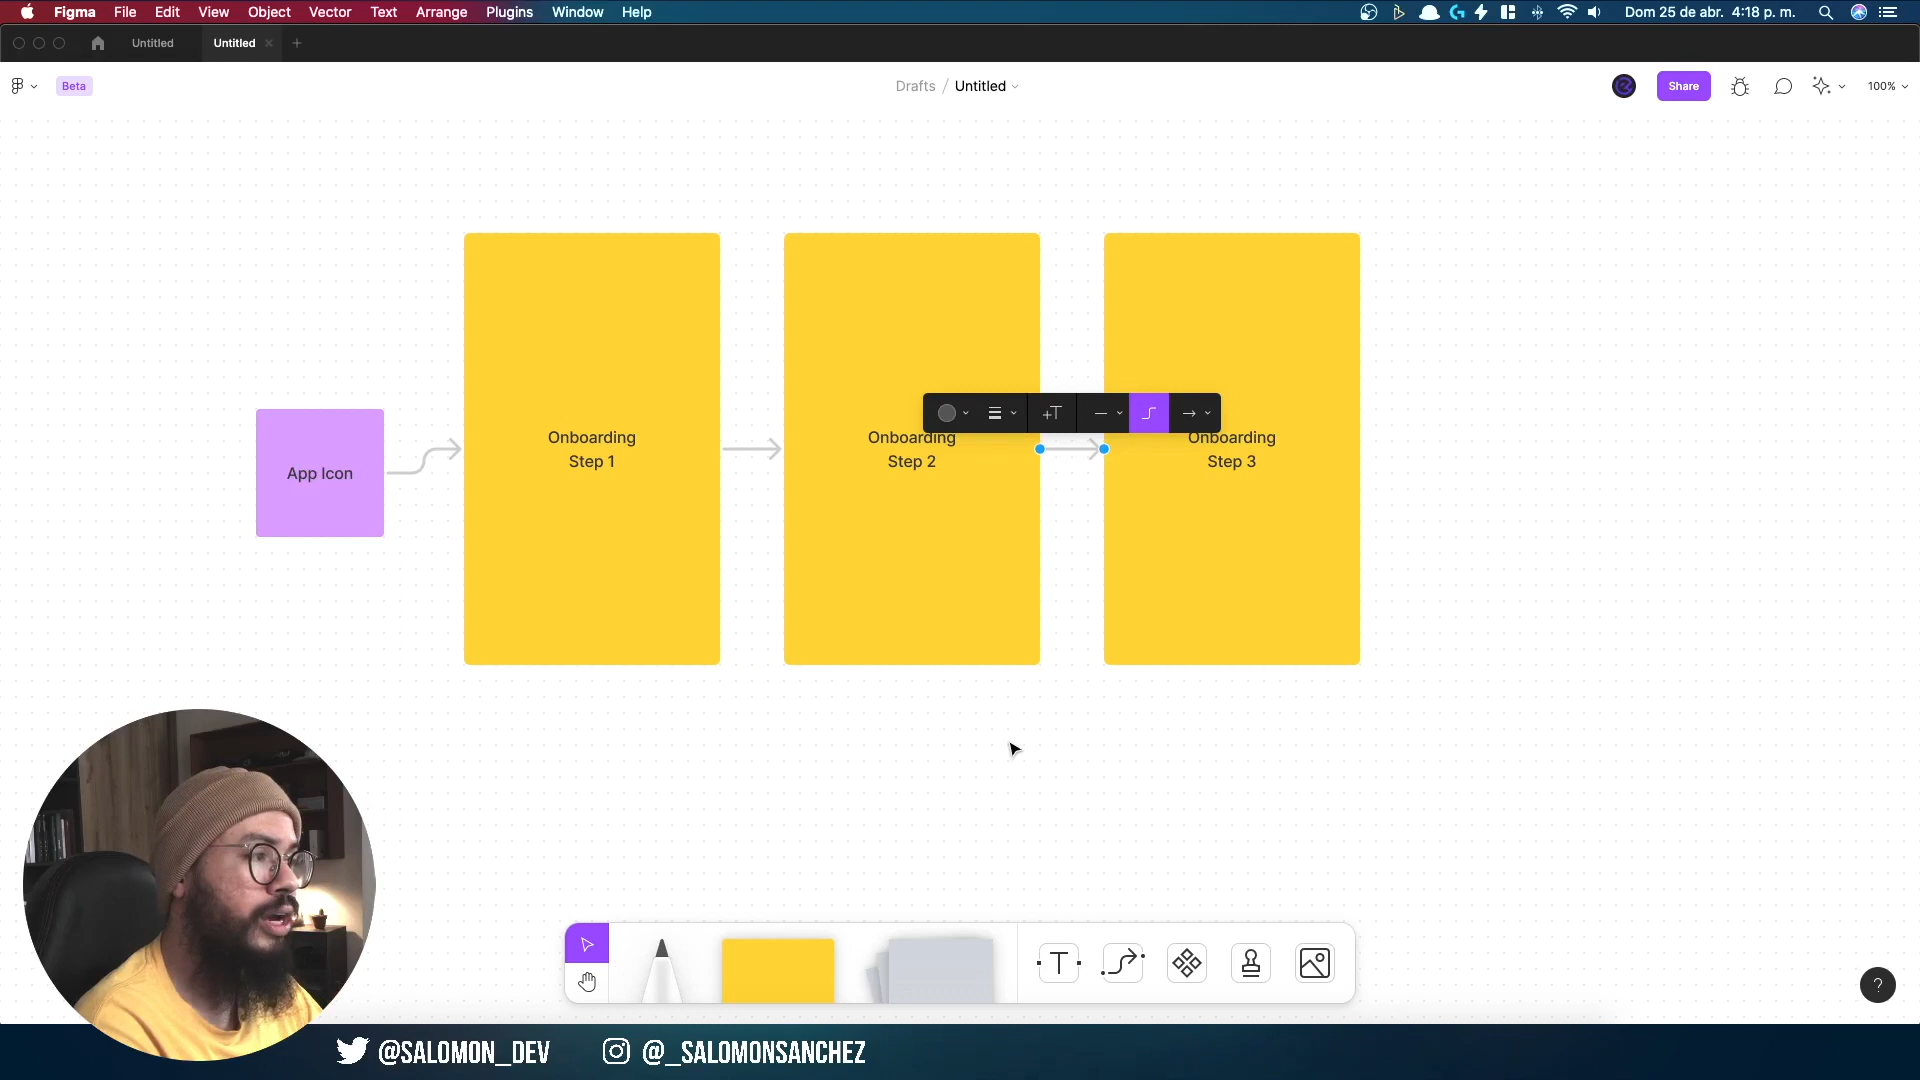 Figma File Edit View Object Vector Text Arrange Plugins Window Help
Dom 25 de abr. 4:18 p. m.
Untitled
Untitled
Beta
Drafts / Untitled
Share
100%
+T
App Icon
Onboarding
Step 1
Onboarding
Step 2
Onboarding
Step 3
T
?
@SALOMON_DEV
@_SALOMONSANCHEZ